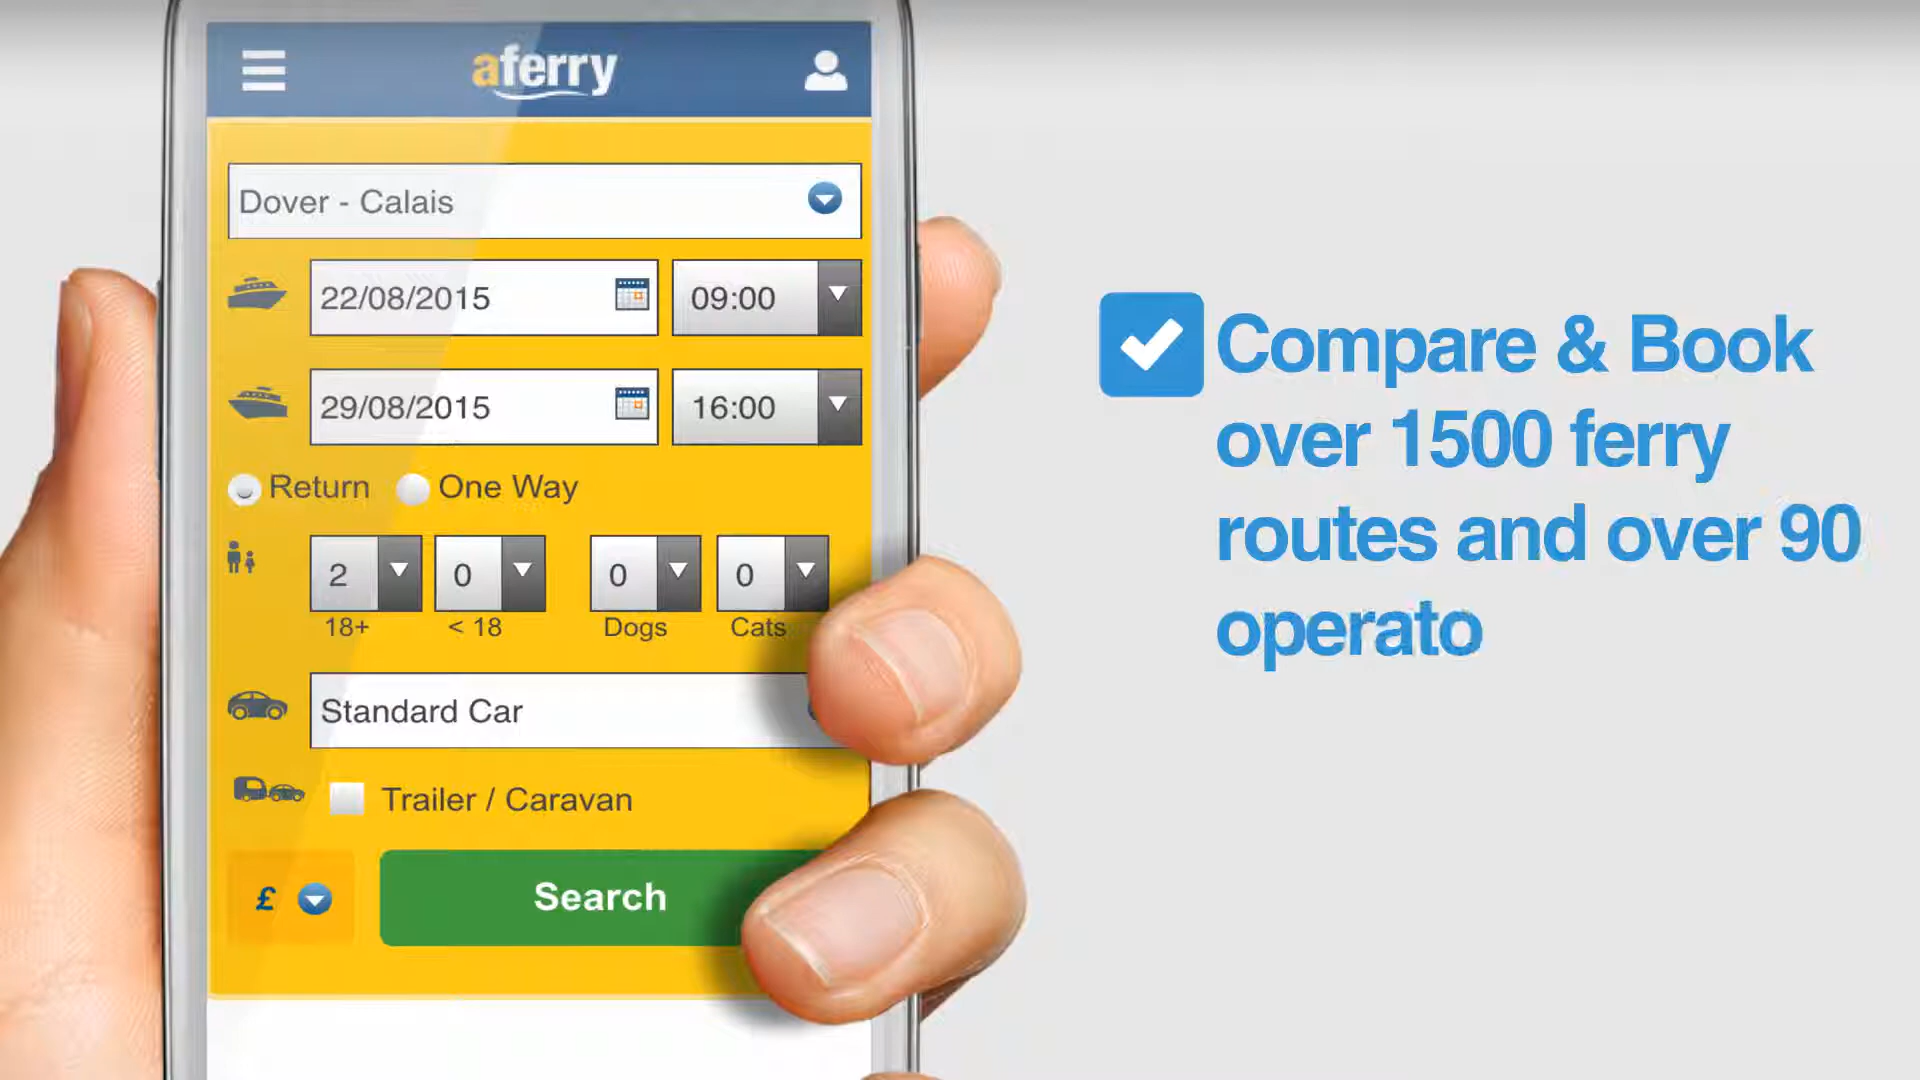 aferry
Dover - Calais
22/08/2015
09:00
29/08/2015
16:00
Return
One Way
2
0
0
0
18+
< 18
Dogs
Cats
Standard Car
Trailer / Caravan
£
Search
Compare & Book
over 1500 ferry
routes and over 90
operato